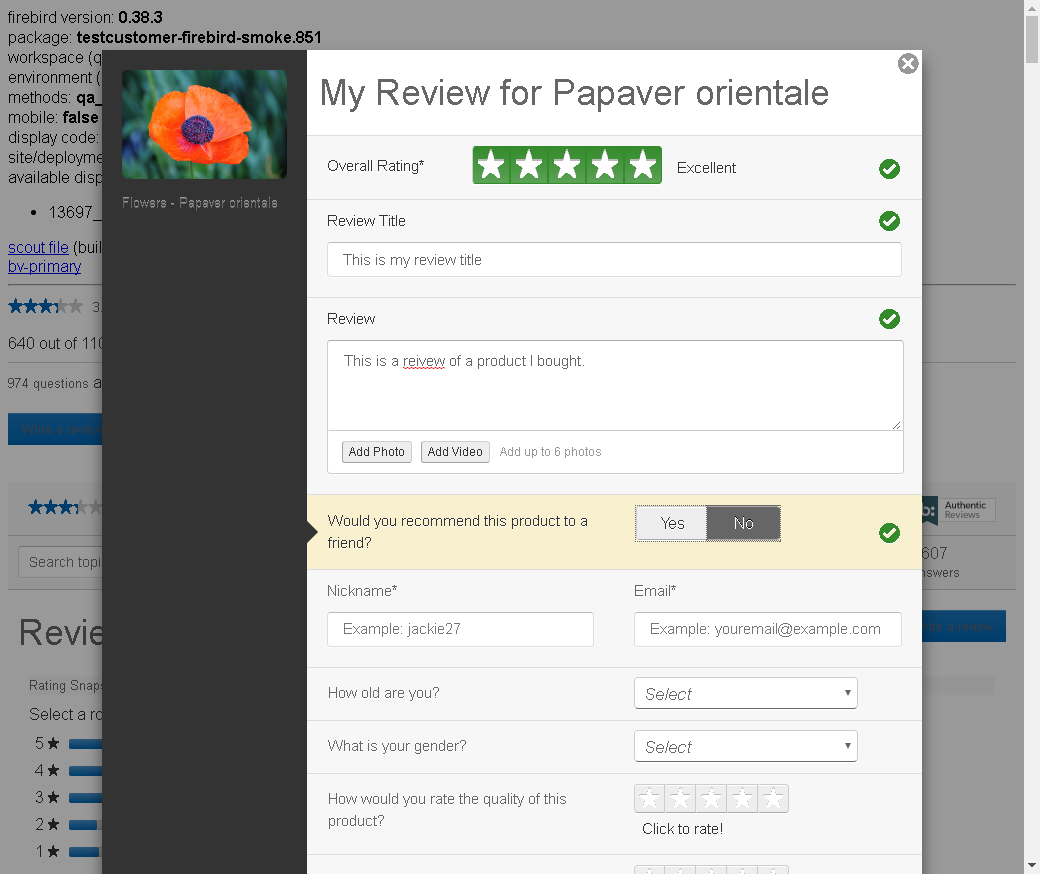 firebird version: 0.38.3
package: testcustomer-firebird-smoke.851
workspace (q
environment (
methods: qa_
mobile: false
display code:
site/deployme
available disp
13697_
scout file (buil
bv-primary
3.
640 out of 110
974 questions a
Write a review
Search topi
Revie
Rating Snaps
Select a ro
5★
4★
3★
2★
1★
Flowers - Papaver orientale
My Review for Papaver orientale
Overall Rating*
Excellent
Review Title
This is my review title
Review
This is a reivew of a product I bought.
Add Photo Add Video Add up to 6 photos
Would you recommend this product to a
friend?
Yes No
Nickname* Email*
Example: jackie27 Example: youremail@example.com
How old are you? Select
What is your gender? Select
How would you rate the quality of this
product?
Click to rate!
b:
Authentic
Reviews
607
nswers
te a review